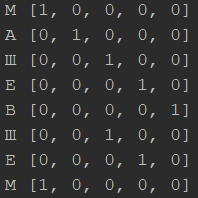 М [1, 0, 0, 0, 0]
А [0, 1, 0, 0, 0]
Ш [0, 0, 1, 0, 0]
Е [0, 0, 0, 1, 0]
В [0, 0, 0, 0, 1]
Ш [0, 0, 1, 0, 0]
Е [0, 0, 0, 1, 0]
М [1, 0, 0, 0, 0]